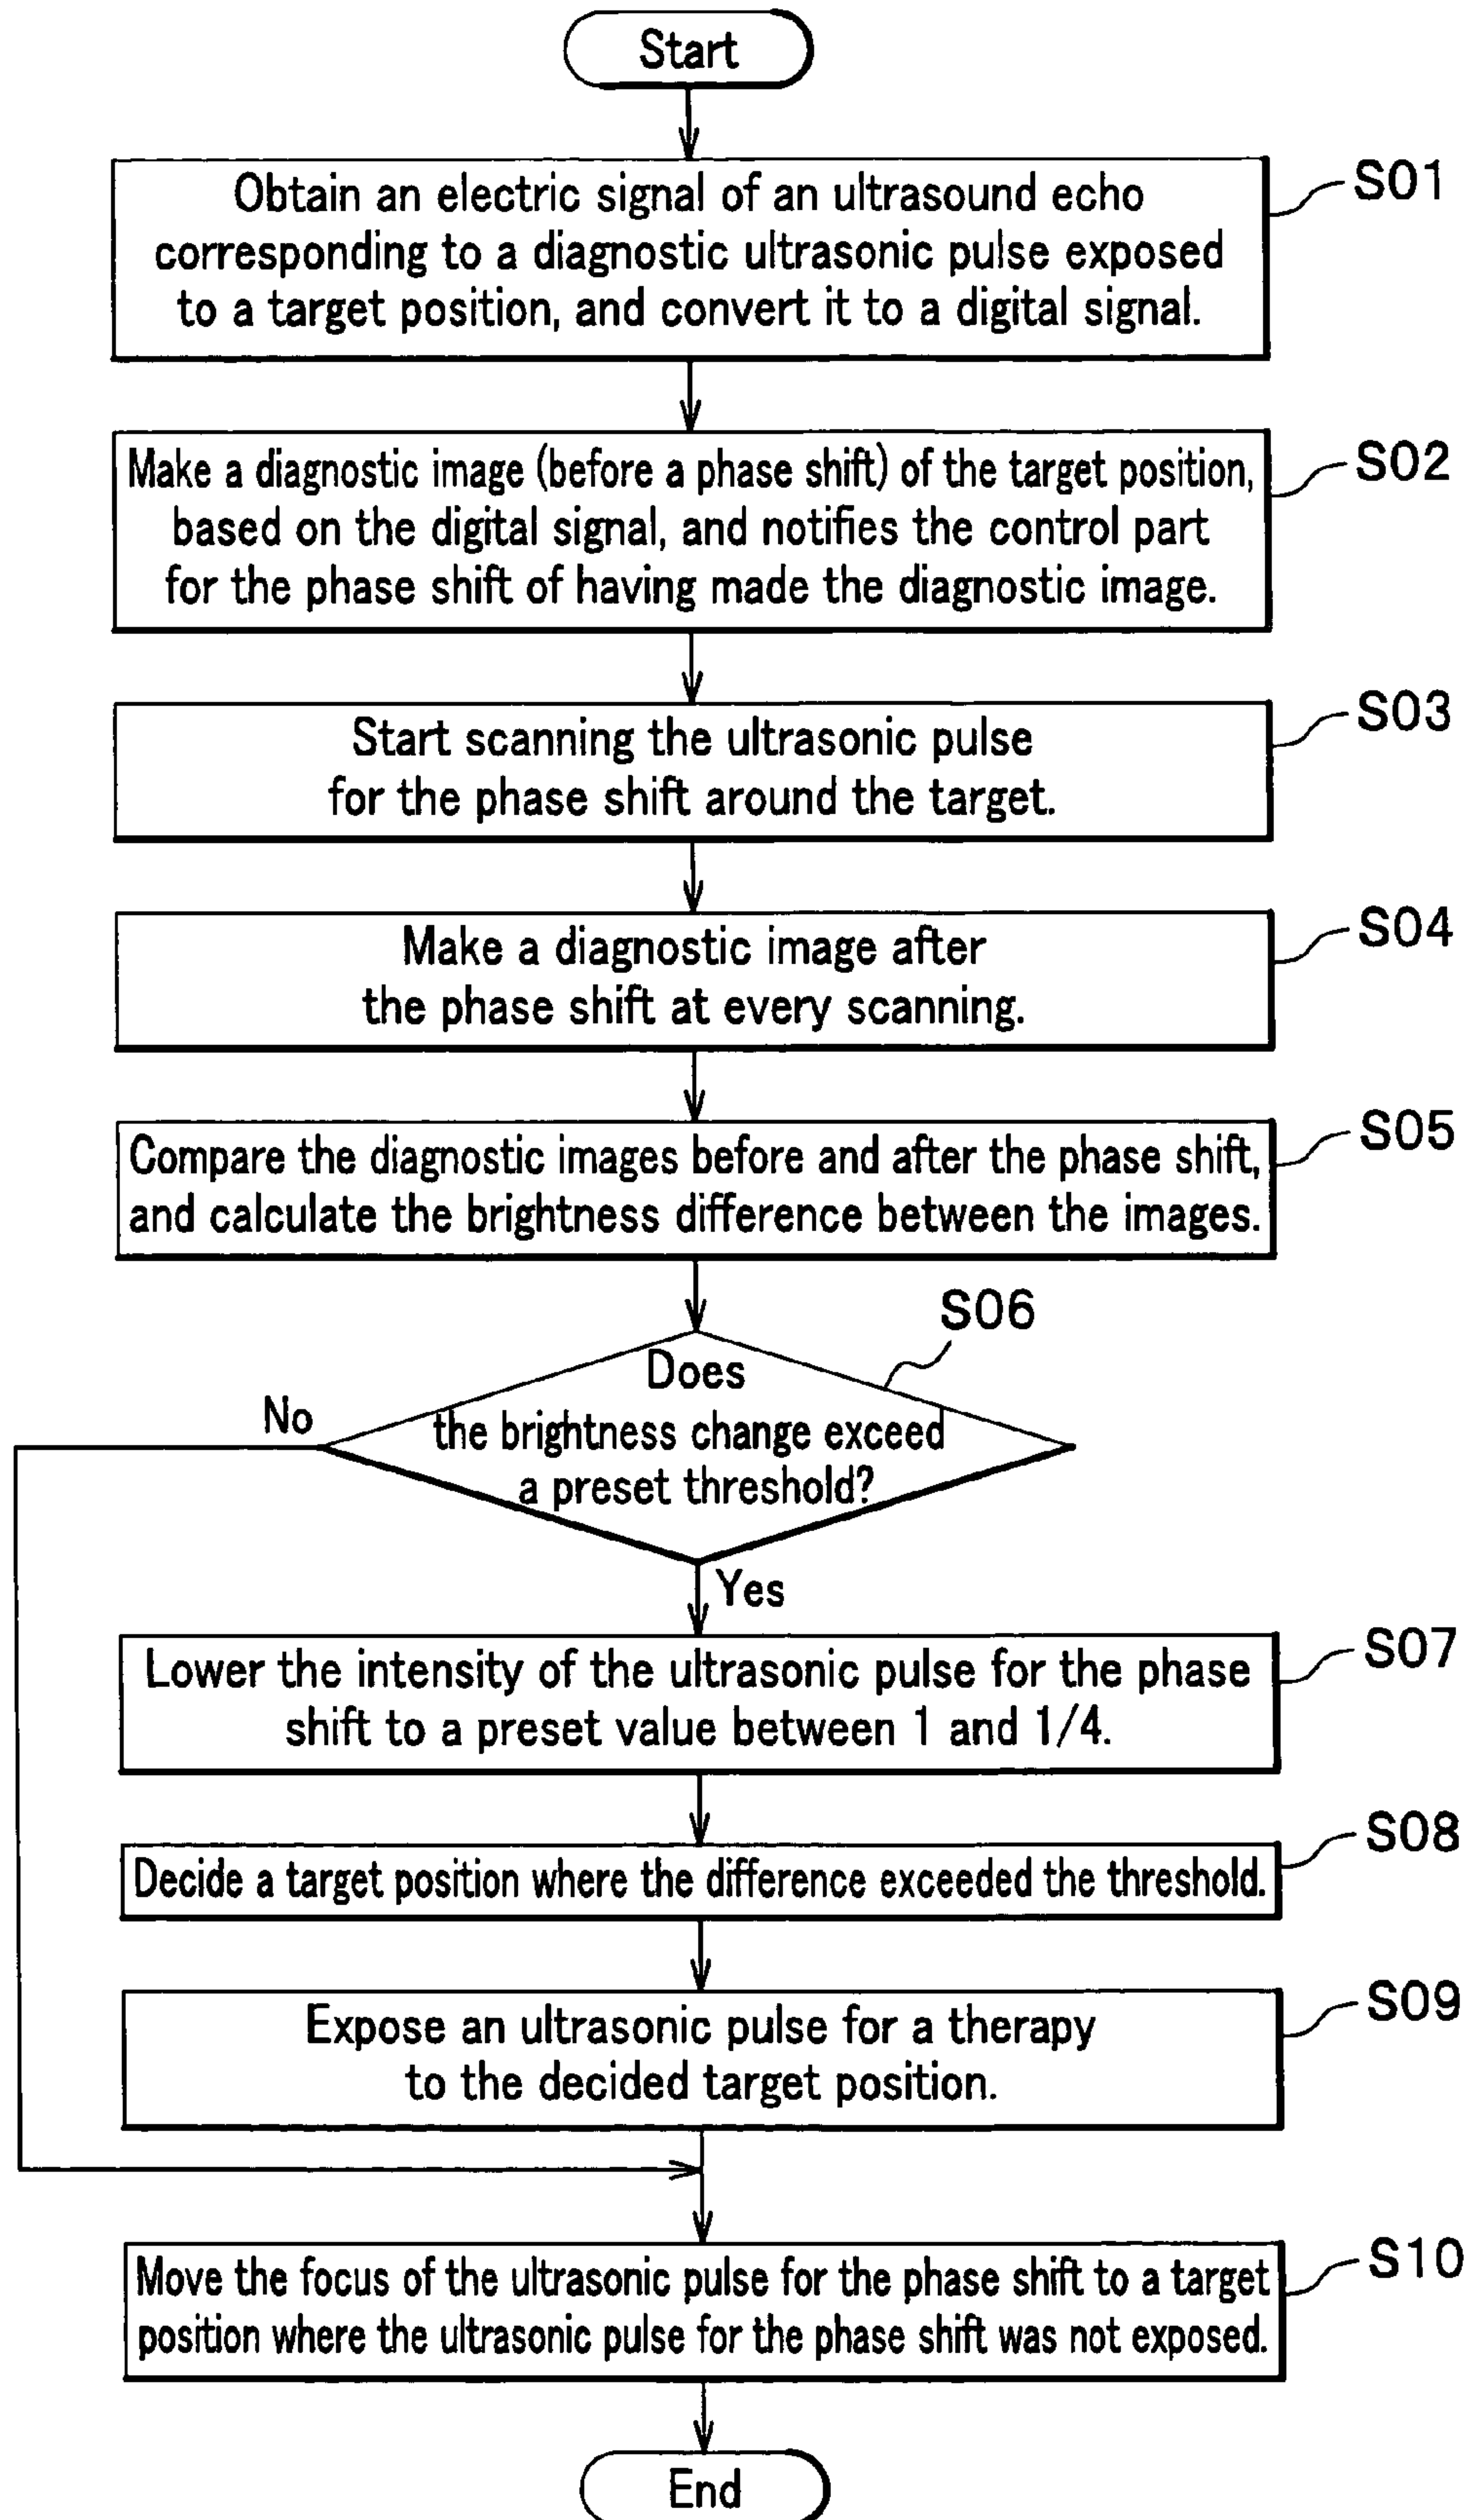 Start
S01
Obtain an electric signal of an ultrasound echo
corresponding to a diagnostic ultrasonic pulse exposed
to a target position, and convert it to a digital signal.
S02
Make a diagnostic image (before a phase shift) of the target position,
based on the digital signal, and notifies the control part
for the phase shift of having made the diagnostic image.
S03
Start scanning the ultrasonic pulse
for the phase shift around the target.
S04
Make a diagnostic image after
the phase shift at every scanning.
S05
Compare the diagnostic images before and after the phase shift,
and calculate the brightness difference between the images.
S06
Does
the brightness change exceed
a preset threshold?
No
Yes
S07
Lower the intensity of the ultrasonic pulse for the phase
shift to a preset value between 1 and 1/4.
S08
Decide a target position where the difference exceeded the threshold.
S09
Expose an ultrasonic pulse for a therapy
to the decided target position.
S10
Move the focus of the ultrasonic pulse for the phase shift to a target
position where the ultrasonic pulse for the phase shift was not exposed.
End